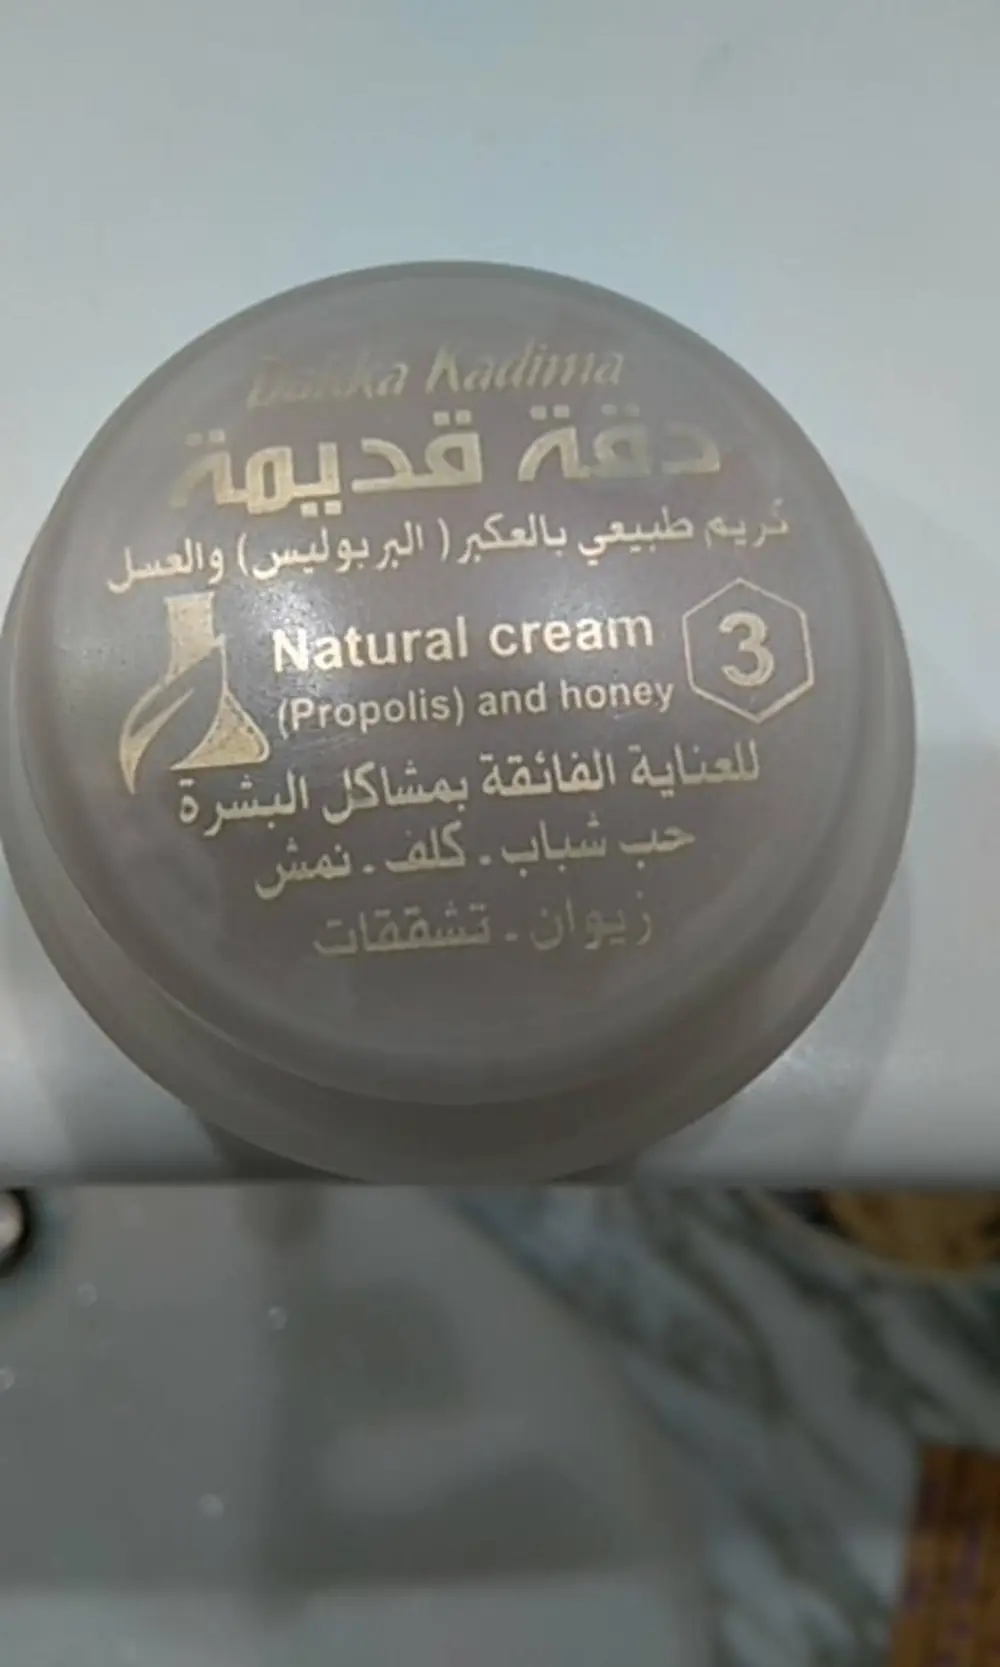 Dakka Kadima
دقة قديمة
كريم طبيعي بالعكبر ( البربوليس) والعسل
Natural cream
3
(Propolis) and honey
للعناية الفائقة بمشاكل البشرة
حب شباب - كلف - نمش
زيوان - تشققات